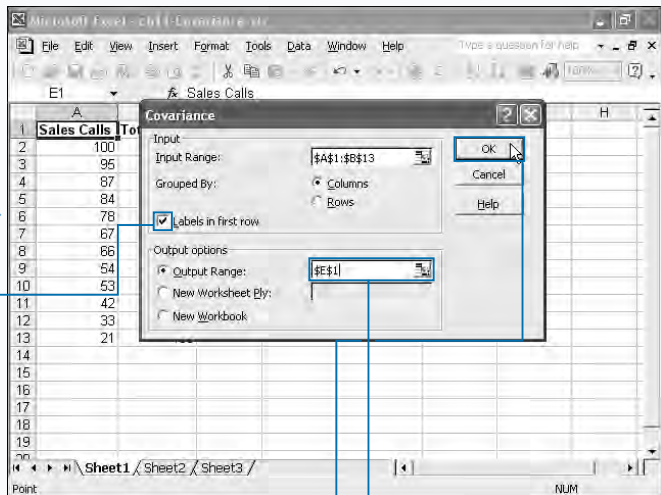 Microsoft Excel - Ch11-Covariance.xls
File Edit View Insert Format Tools Data Window Help Type a question for help
E1 fx Sales Calls
A H
1 Sales Calls Tot
2 100
3 95
4 87
5 84
6 78
7 67
8 66
9 54
10 53
11 42
12 33
13 21
14
15
16
17
18
19
Covariance
Input
Input Range: $A$1:$B$13
Grouped By: Columns
Rows
Labels in first row
Output options
Output Range: $E$1
New Worksheet Ply:
New Workbook
OK
Cancel
Help
Sheet1 Sheet2 Sheet3
Point NUM